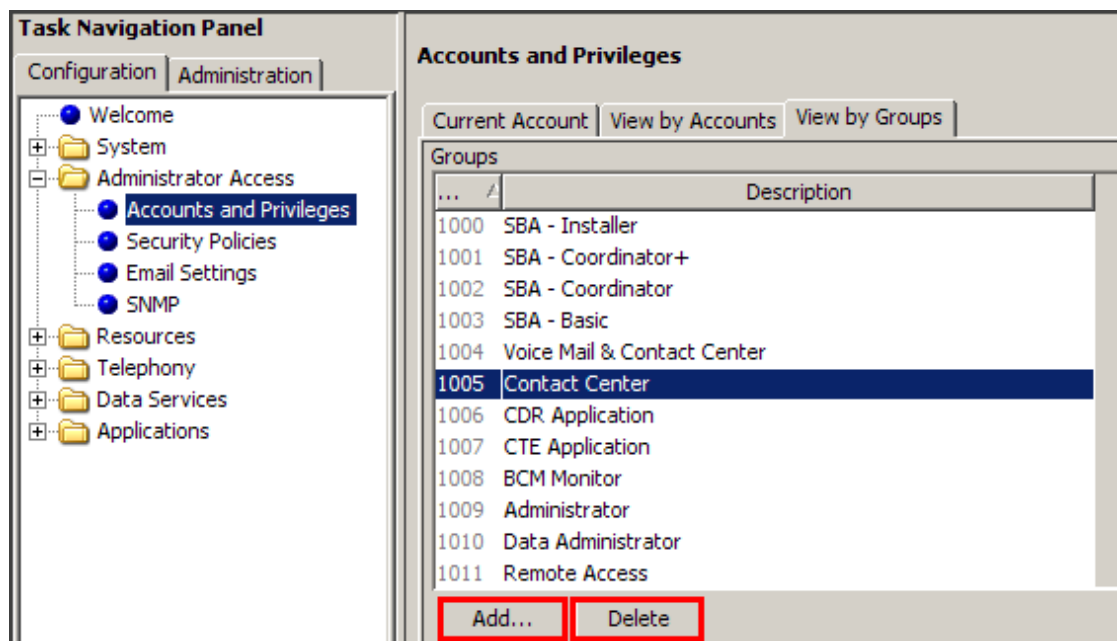 Task Navigation Panel
Configuration
Administration
Welcome
System
Administrator Access
Accounts and Privileges
Security Policies
Email Settings
SNMP
Resources
Telephony
Data Services
Applications
Accounts and Privileges
Current Account
View by Accounts
View by Groups
Groups
... Description
1000 SBA - Installer
1001 SBA - Coordinator+
1002 SBA - Coordinator
1003 SBA - Basic
1004 Voice Mail & Contact Center
1005 Contact Center
1006 CDR Application
1007 CTE Application
1008 BCM Monitor
1009 Administrator
1010 Data Administrator
1011 Remote Access
Add...
Delete